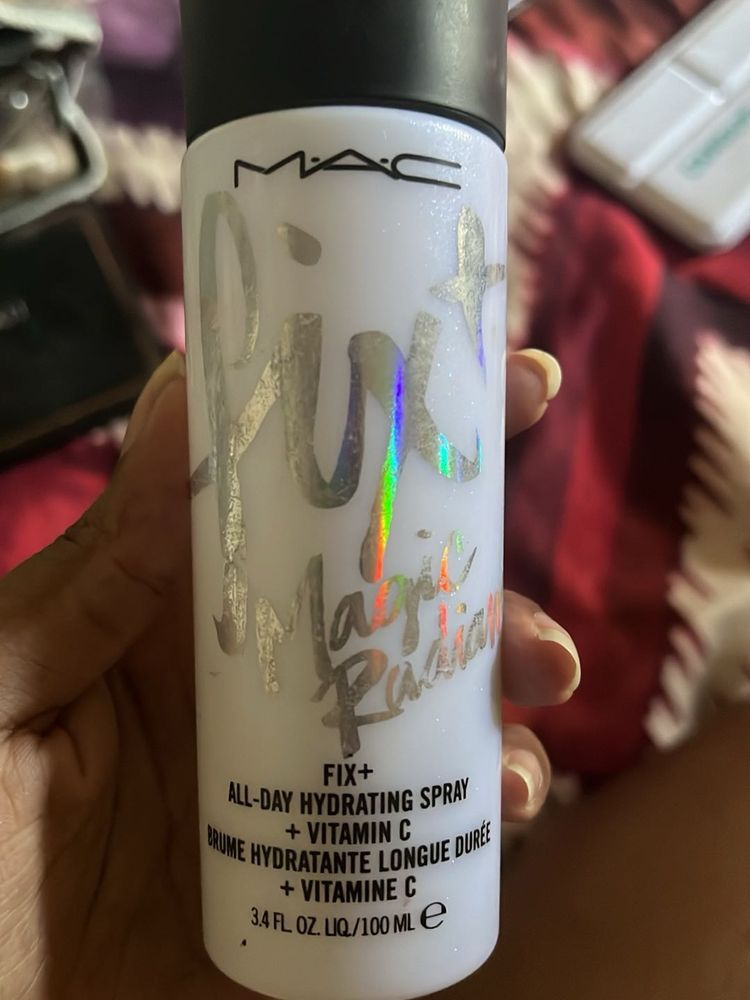 M·A·C
fix+
Magic
Radian
FIX+
ALL-DAY HYDRATING SPRAY
+ VITAMIN C
BRUME HYDRATANTE LONGUE DURÉE
+ VITAMINE C
3.4 FL. OZ. LIQ./100 ML e